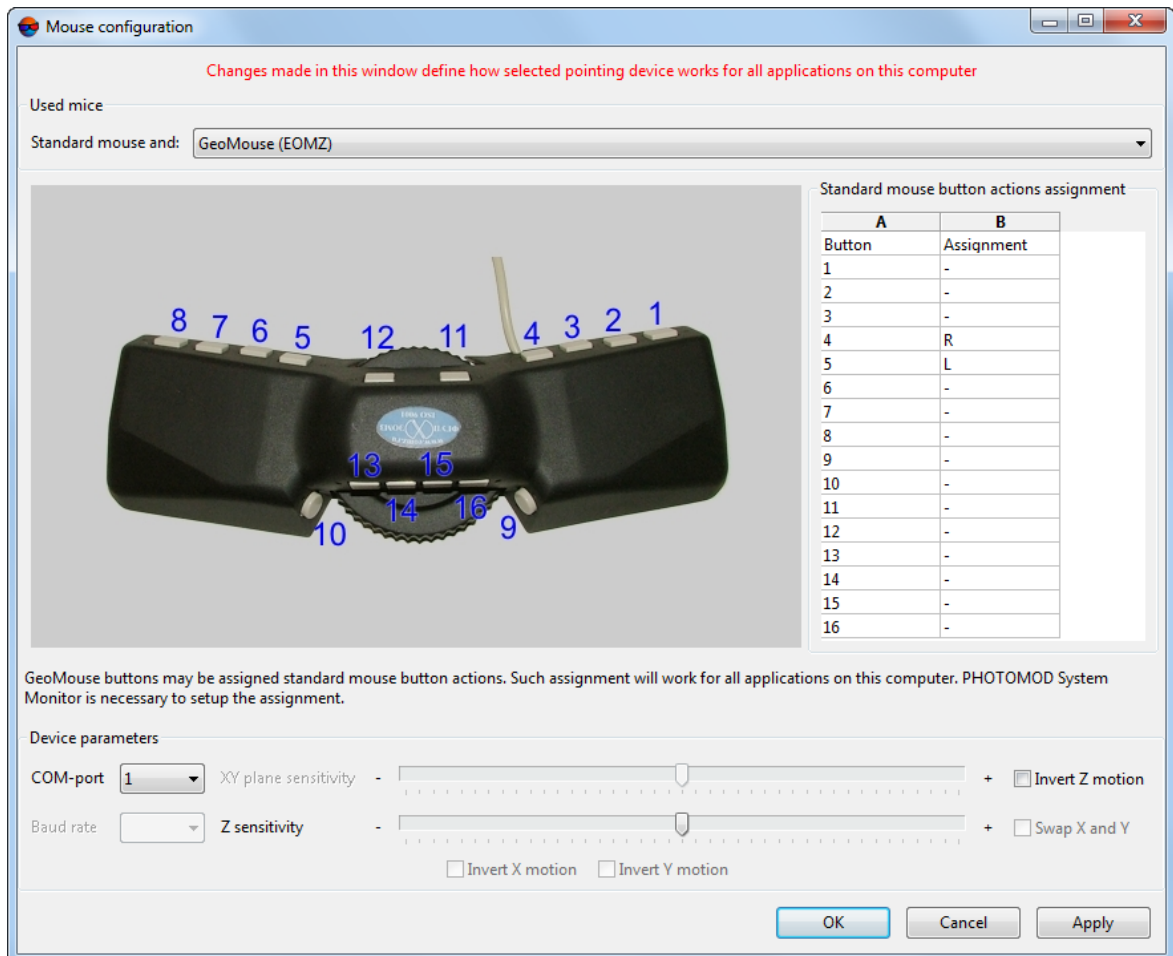 Mouse configuration
Changes made in this window define how selected pointing device works for all applications on this computer
Used mice
Standard mouse and: GeoMouse (EOMZ)
Standard mouse button actions assignment
A B
Button Assignment
1 -
2 -
3 -
4 R
5 L
6 -
7 -
8 -
9 -
10 -
11 -
12 -
13 -
14 -
15 -
16 -
8 7 6 5 12 11 4 3 2 1
13 15
14 16
10 9
GeoMouse buttons may be assigned standard mouse button actions. Such assignment will work for all applications on this computer. PHOTOMOD System
Monitor is necessary to setup the assignment.
Device parameters
COM-port 1 XY plane sensitivity - + Invert Z motion
Baud rate Z sensitivity - + Swap X and Y
Invert X motion Invert Y motion
OK Cancel Apply